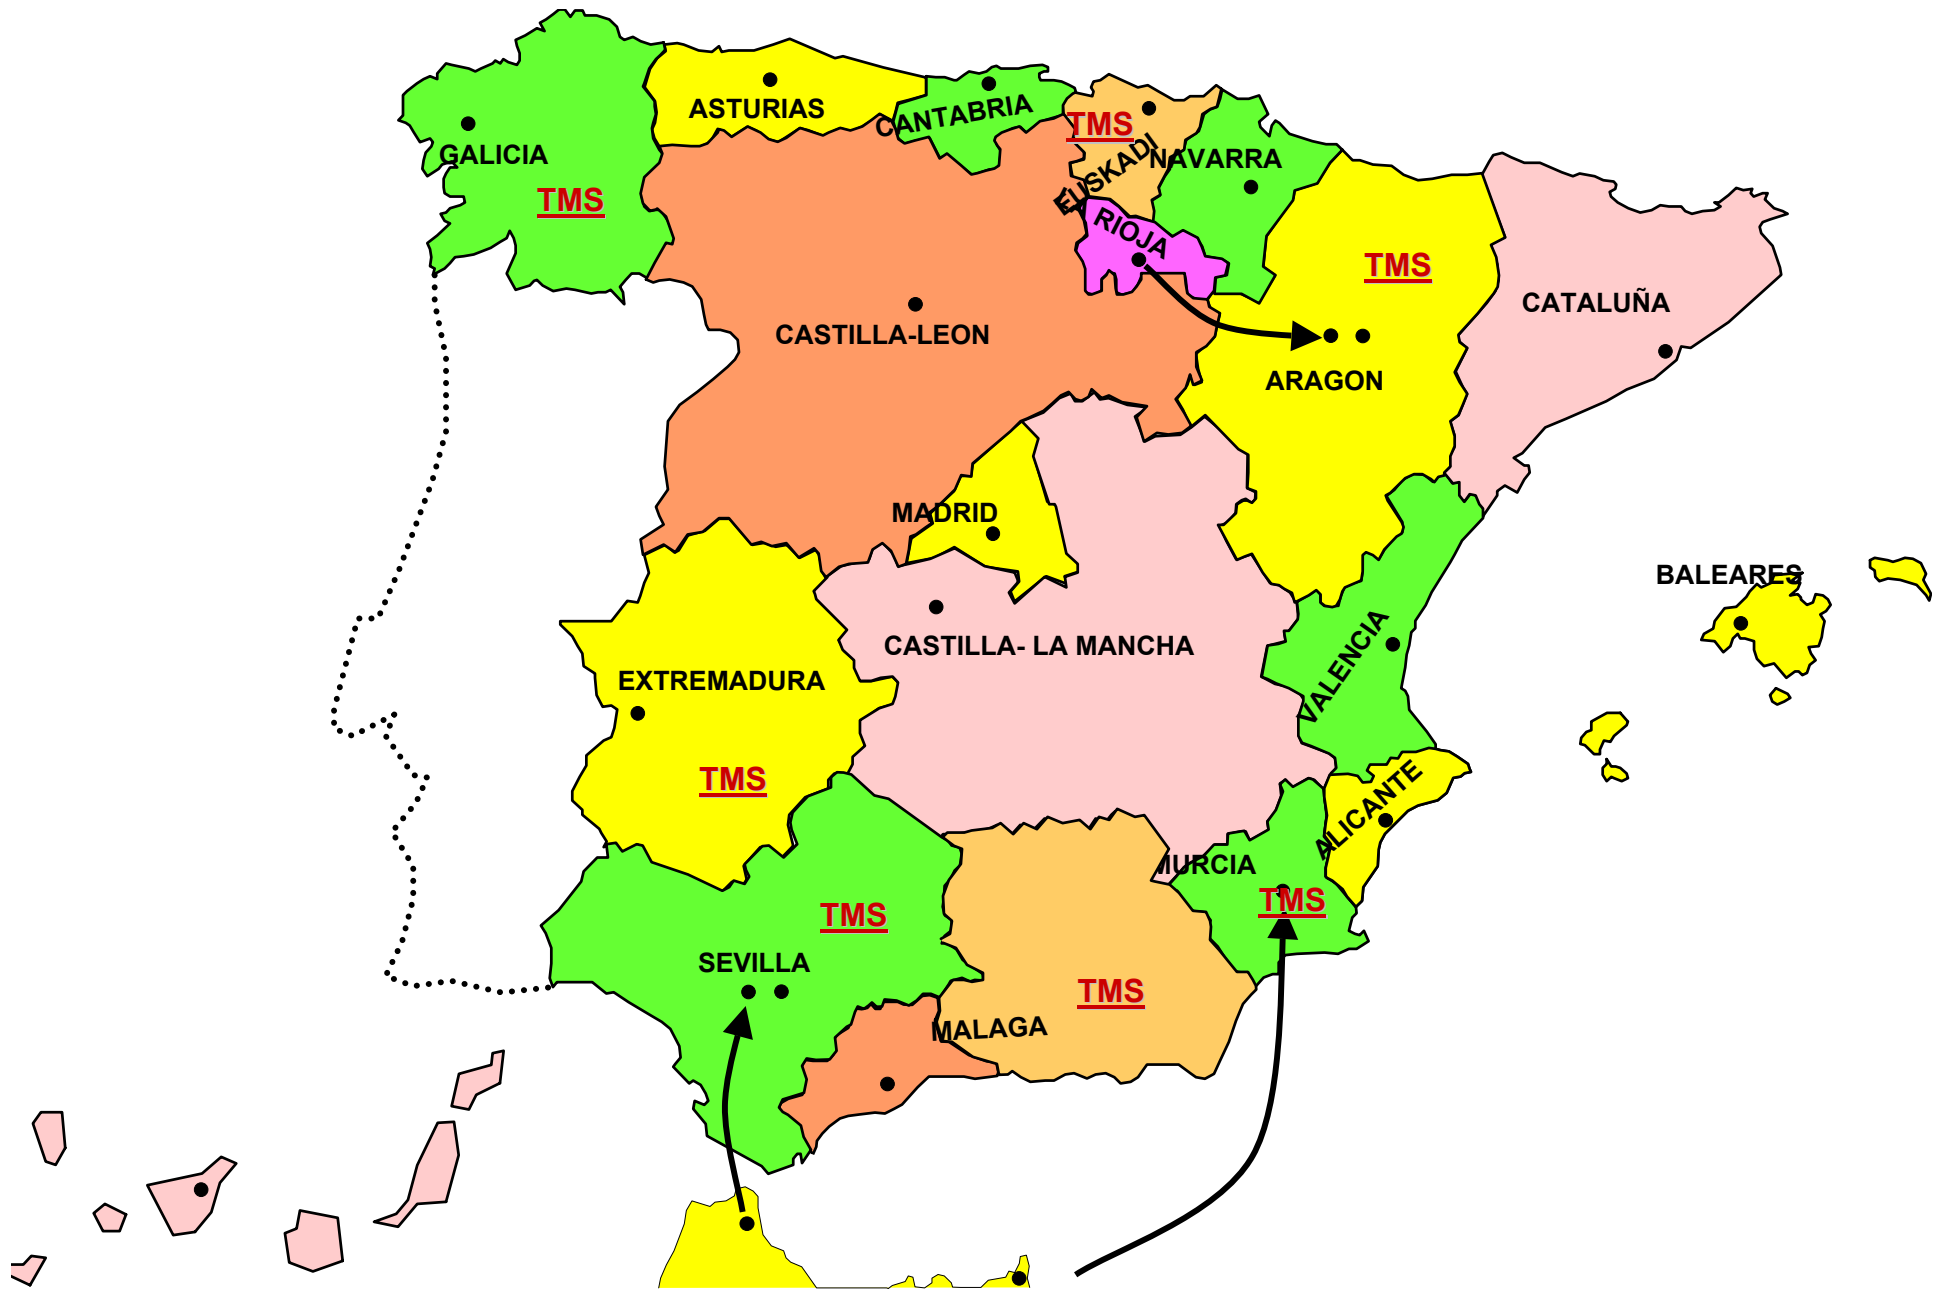 ASTURIAS
CANTABRIA
TMS
EUSKADI
NAVARRA
GALICIA
TMS
RIOJA
TMS
CATALUÑA
CASTILLA-LEON
ARAGON
MADRID
BALEARES
CASTILLA- LA MANCHA
VALENCIA
EXTREMADURA
TMS
ALICANTE
MURCIA
TMS
TMS
SEVILLA
TMS
MALAGA